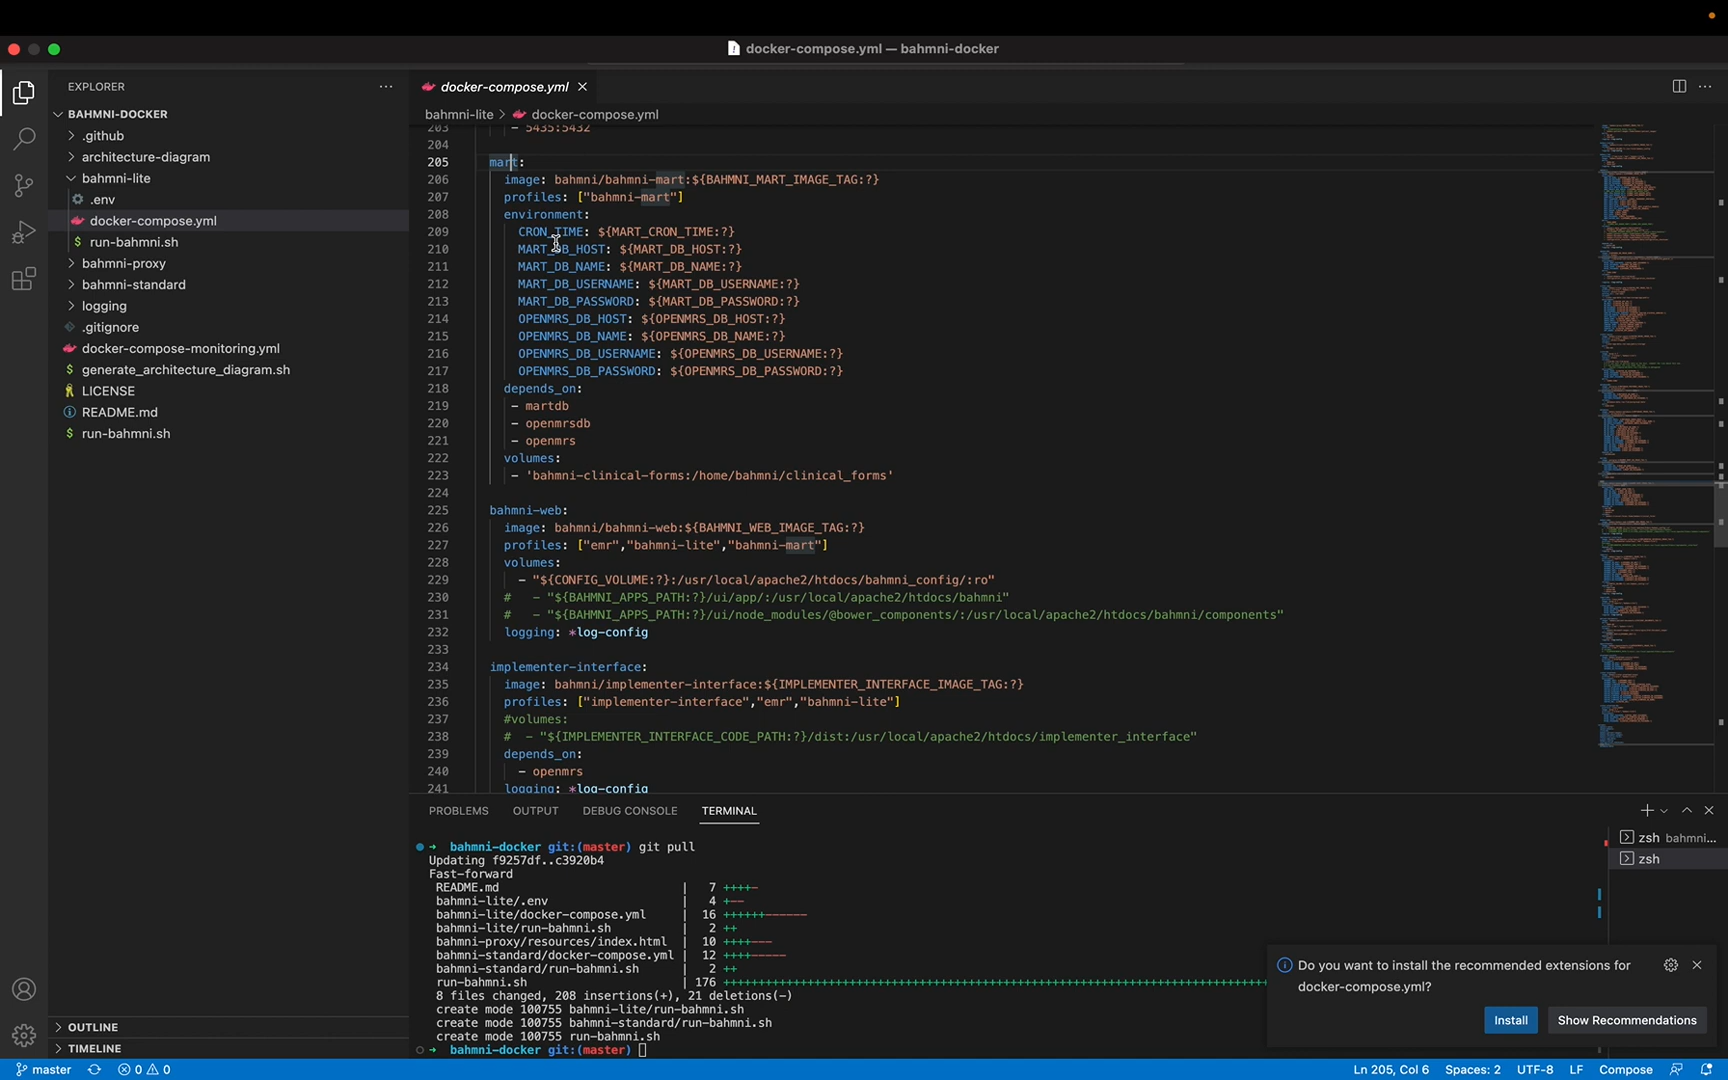 docker-compose.yml — bahmni-docker
EXPLORER
BAHMNI-DOCKER
.github
architecture-diagram
bahmni-lite
.env
docker-compose.yml
$ run-bahmni.sh
bahmni-proxy
bahmni-standard
logging
.gitignore
docker-compose-monitoring.yml
$ generate_architecture_diagram.sh
LICENSE
README.md
$ run-bahmni.sh
OUTLINE
TIMELINE
docker-compose.yml
bahmni-lite > docker-compose.yml
203 - 5435:5432
204
205 mart:
206 image: bahmni/bahmni-mart:${BAHMNI_MART_IMAGE_TAG:?}
207 profiles: ["bahmni-mart"]
208 environment:
209 CRON_TIME: ${MART_CRON_TIME:?}
210 MART_DB_HOST: ${MART_DB_HOST:?}
211 MART_DB_NAME: ${MART_DB_NAME:?}
212 MART_DB_USERNAME: ${MART_DB_USERNAME:?}
213 MART_DB_PASSWORD: ${MART_DB_PASSWORD:?}
214 OPENMRS_DB_HOST: ${OPENMRS_DB_HOST:?}
215 OPENMRS_DB_NAME: ${OPENMRS_DB_NAME:?}
216 OPENMRS_DB_USERNAME: ${OPENMRS_DB_USERNAME:?}
217 OPENMRS_DB_PASSWORD: ${OPENMRS_DB_PASSWORD:?}
218 depends_on:
219 - martdb
220 - openmrsdb
221 - openmrs
222 volumes:
223 - 'bahmni-clinical-forms:/home/bahmni/clinical_forms'
224
225 bahmni-web:
226 image: bahmni/bahmni-web:${BAHMNI_WEB_IMAGE_TAG:?}
227 profiles: ["emr","bahmni-lite","bahmni-mart"]
228 volumes:
229 - "${CONFIG_VOLUME:?}:/usr/local/apache2/htdocs/bahmni_config/:ro"
230 # - "${BAHMNI_APPS_PATH:?}/ui/app/:/usr/local/apache2/htdocs/bahmni"
231 # - "${BAHMNI_APPS_PATH:?}/ui/node_modules/@bower_components/:/usr/local/apache2/htdocs/bahmni/components"
232 logging: *log-config
233
234 implementer-interface:
235 image: bahmni/implementer-interface:${IMPLEMENTER_INTERFACE_IMAGE_TAG:?}
236 profiles: ["implementer-interface","emr","bahmni-lite"]
237 #volumes:
238 # - "${IMPLEMENTER_INTERFACE_CODE_PATH:?}/dist:/usr/local/apache2/htdocs/implementer_interface"
239 depends_on:
240 - openmrs
241 logging: *log-config
PROBLEMS OUTPUT DEBUG CONSOLE TERMINAL
zsh bahmni...
zsh
bahmni-docker git:(master) git pull
Updating f9257df..c3920b4
Fast-forward
README.md | 7 ++++-
bahmni-lite/.env | 4 +--
bahmni-lite/docker-compose.yml | 16 ++++++------
bahmni-lite/run-bahmni.sh | 2 ++
bahmni-proxy/resources/index.html | 10 ++++---
bahmni-standard/docker-compose.yml | 12 ++++-----
bahmni-standard/run-bahmni.sh | 2 ++
run-bahmni.sh | 176 ++++++++++++++++++++++++++++++++++++++++++++++++++++++++++++++++++++++++++++
8 files changed, 208 insertions(+), 21 deletions(-)
create mode 100755 bahmni-lite/run-bahmni.sh
create mode 100755 bahmni-standard/run-bahmni.sh
create mode 100755 run-bahmni.sh
bahmni-docker git:(master)
Do you want to install the recommended extensions for
docker-compose.yml?
Install Show Recommendations
master 0 0 Ln 205, Col 6 Spaces: 2 UTF-8 LF Compose